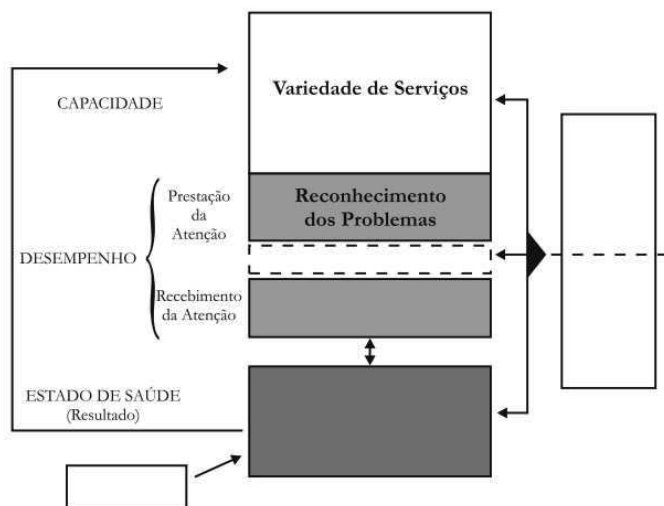 Variedade de Serviços
CAPACIDADE
Prestação
da
Atenção
Reconhecimento
dos Problemas
DESEMPENHO
Recebimento
da Atenção
ESTADO DE SAÚDE
(Resultado)